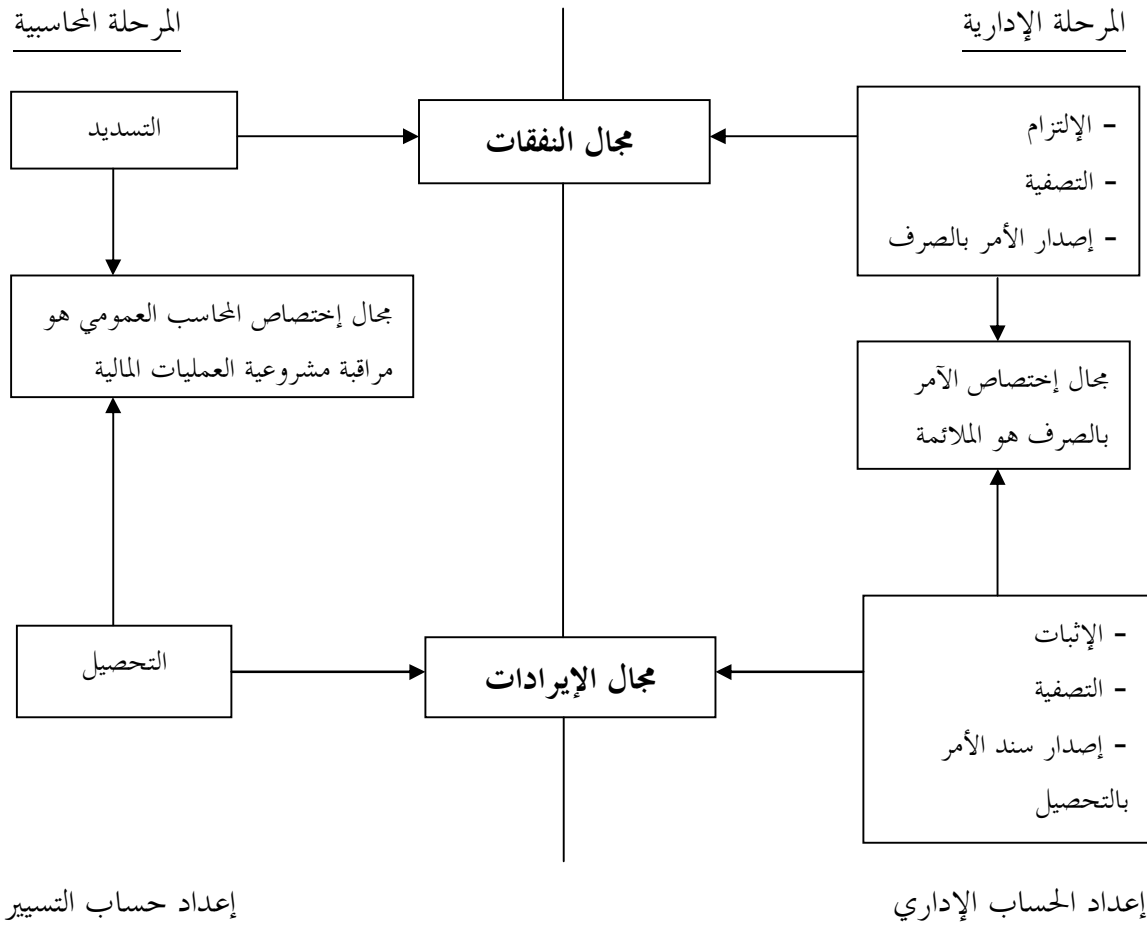 المرحلة الإدارية
المرحلة المحاسبية
- الإلتزام
- التصفية
- إصدار الأمر بالصرف
مجال النفقات
التسديد
مجال إختصاص الآمر
بالصرف هو الملائمة
مجال إختصاص المحاسب العمومي هو
مراقبة مشروعية العمليات المالية
- الإثبات
- التصفية
- إصدار سند الأمر
بالتحصيل
مجال الإيرادات
التحصيل
إعداد الحساب الإداري
إعداد حساب التسيير